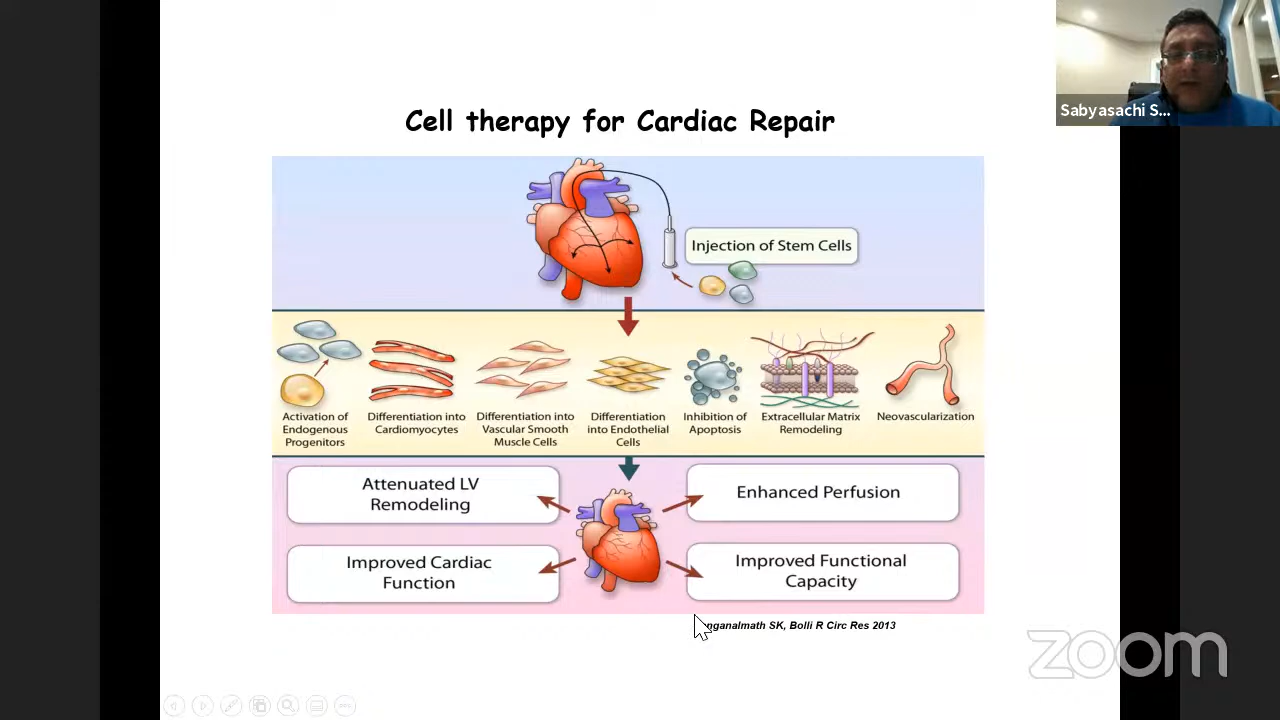 Sabyasachi S...
Cell therapy for Cardiac Repair
Injection of Stem Cells
Activation of
Endogenous
Progenitors
Differentiation into
Cardiomyocytes
Differentiation into
Vascular Smooth
Muscle Cells
Differentiation
into Endothelial
Cells
Inhibition of
Apoptosis
Extracellular Matrix
Remodeling
Neovascularization
Attenuated LV
Remodeling
Enhanced Perfusion
Improved Cardiac
Function
Improved Functional
Capacity
SK, Bolli R Circ Res 2013
zoom